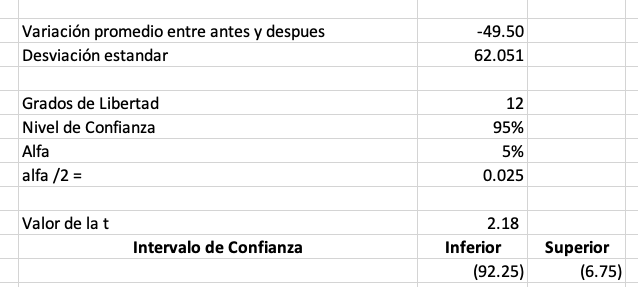 Variación promedio entre antes y despues -49.50
Desviación estandar 62.051
Grados de Libertad 12
Nivel de Confianza 95%
Alfa 5%
alfa /2 = 0.025
Valor de la t 2.18
Intervalo de Confianza Inferior Superior
(92.25) (6.75)